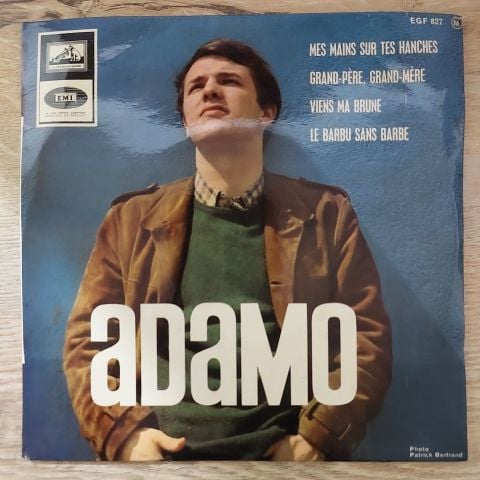 EGF 827 M
MES MAINS SUR TES HANCHES
GRAND-PÈRE, GRAND-MÈRE
VIENS MA BRUNE
LE BARBU SANS BARBE
EMI
ADAMO
Photo
Patrick Bertrand